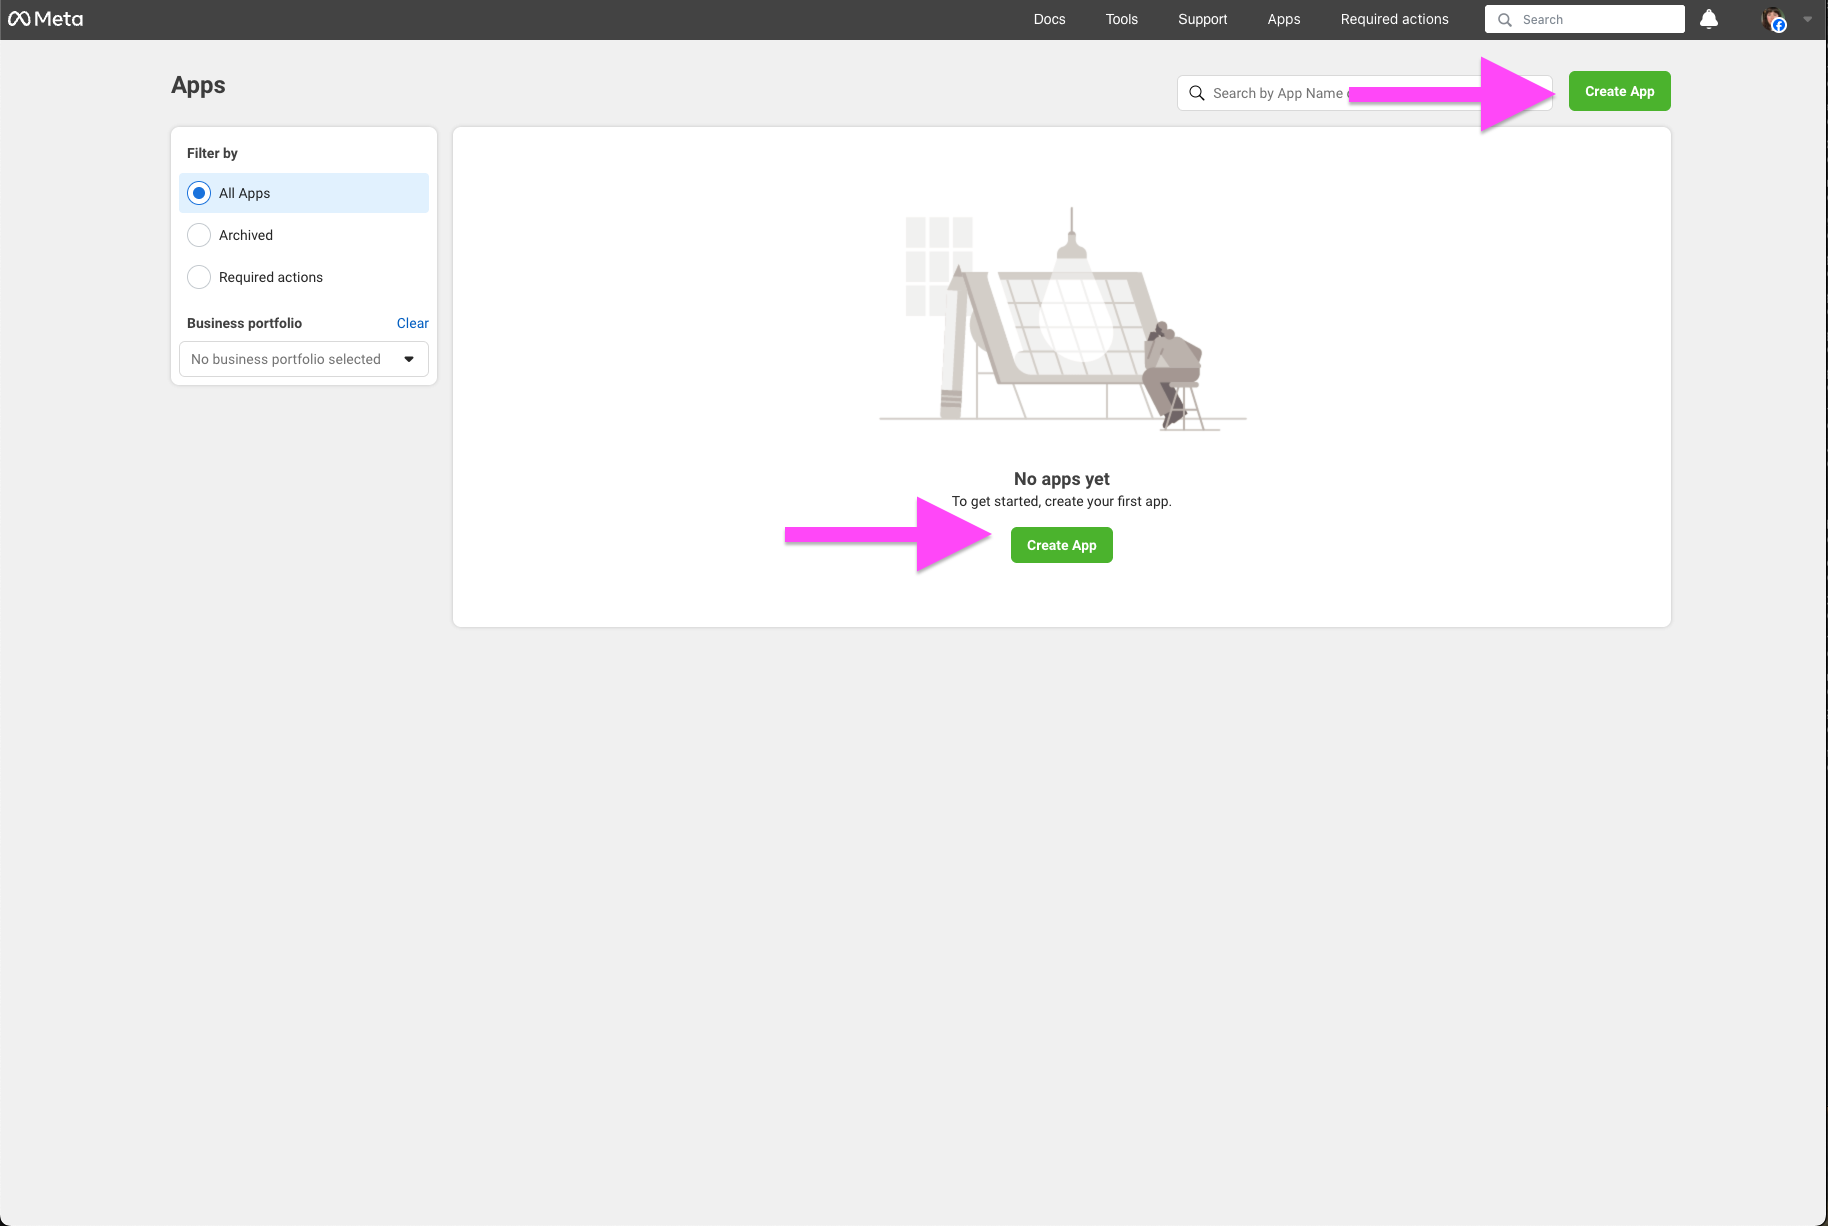 Meta
Docs Tools Support Apps Required actions Search
Apps
Search by App Name
Create App
Filter by
All Apps
Archived
Required actions
Business portfolio Clear
No business portfolio selected
No apps yet
To get started, create your first app.
Create App